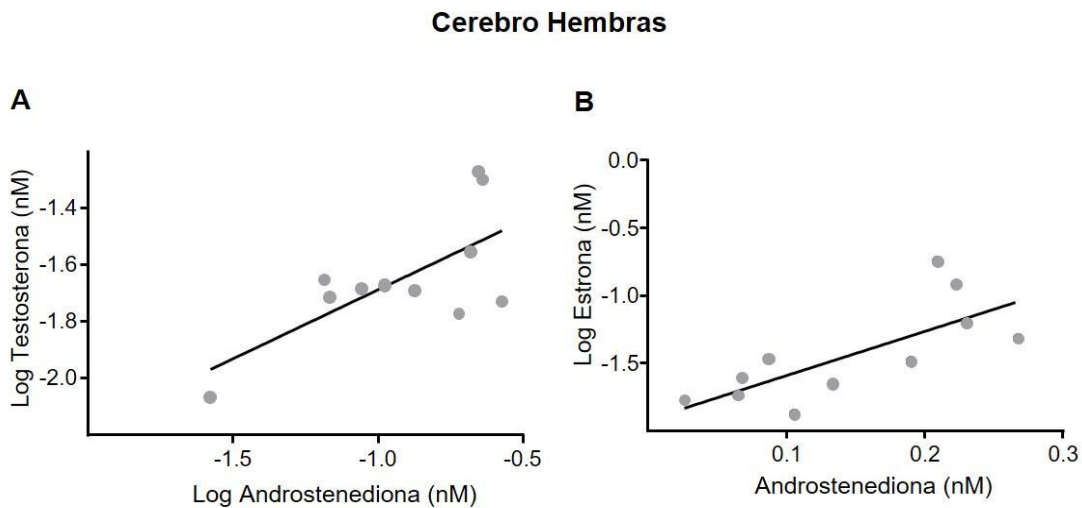 Cerebro Hembras
A
B
Log Testosterona (nM)
-1.4
-1.6
-1.8
-2.0
-1.5
-1.0
-0.5
Log Androstenediona (nM)
Log Estrona (nM)
0.0
-0.5
-1.0
-1.5
0.1
0.2
0.3
Androstenediona (nM)